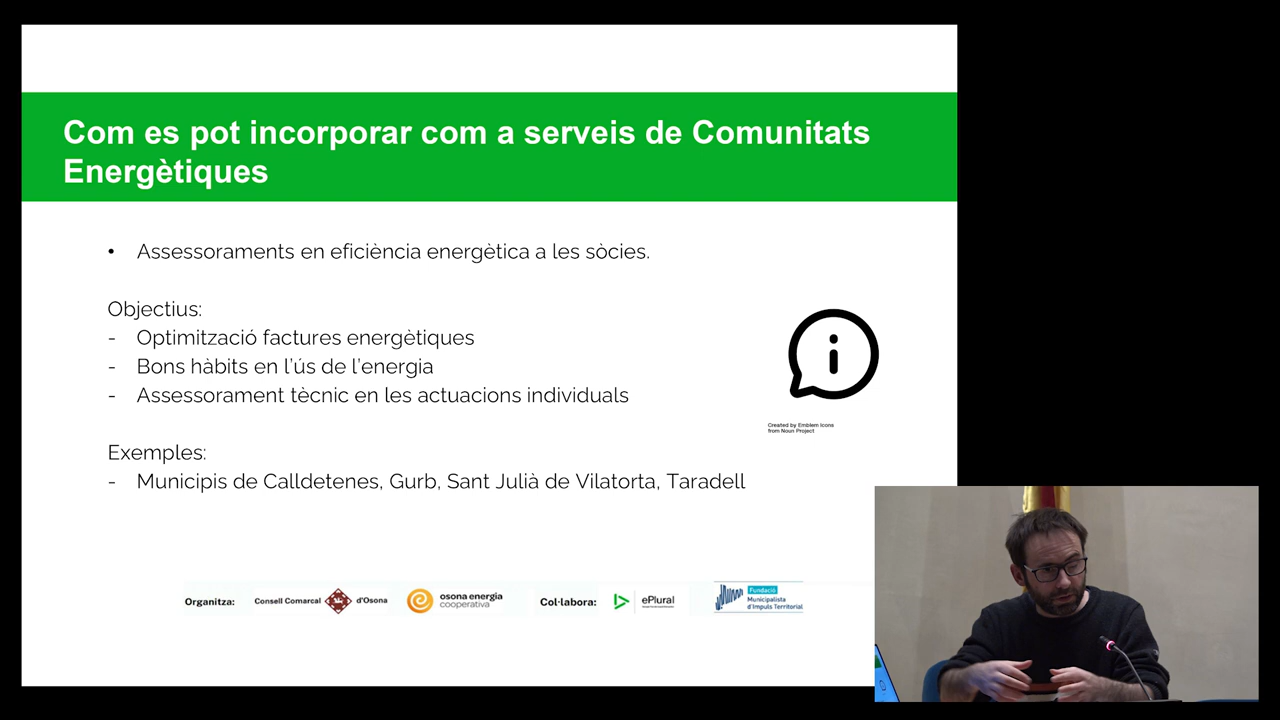 Com es pot incorporar com a serveis de Comunitats
Energètiques
• Assessoraments en eficiència energètica a les sòcies.
Objectius:
- Optimització factures energètiques
- Bons hàbits en l'ús de l'energia
- Assessorament tècnic en les actuacions individuals
Created by Emblem Icons
from Noun Project
Exemples:
- Municipis de Calldetenes, Gurb, Sant Julià de Vilatorta, Taradell
Organitza: Consell Comarcal d'Osona osona energia cooperativa Col·labora: ePlural Fundació Municipalista d'Impuls Territorial